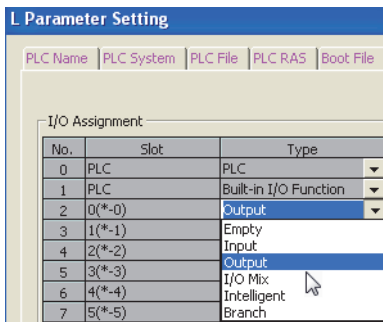 L Parameter Setting
PLC Name PLC System PLC File PLC RAS Boot File
I/O Assignment
No. Slot Type
0 PLC PLC
1 PLC Built-in I/O Function
2 0(*-0) Output
3 1(*-1) Empty
4 2(*-2) Input
5 3(*-3) Output
6 4(*-4) I/O Mix
7 5(*-5) Intelligent
Branch